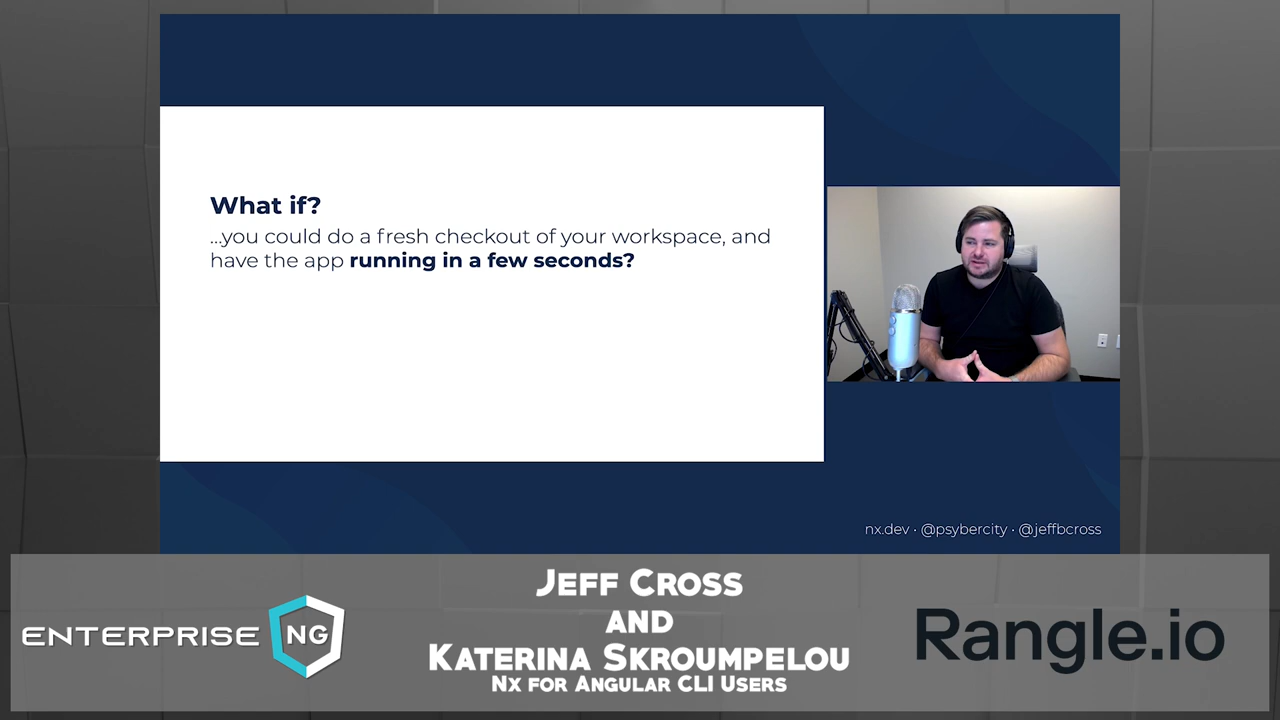 What if?
...you could do a fresh checkout of your workspace, and
have the app running in a few seconds?
nx.dev · @psybercity · @jeffbcross
ENTERPRISE NG
JEFF CROSS
AND
KATERINA SKROUMPELOU
NX FOR ANGULAR CLI USERS
Rangle.io